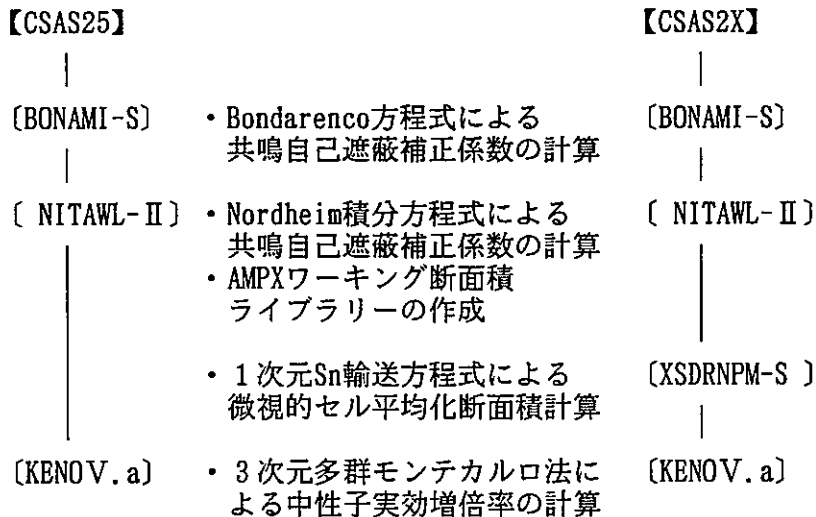 【CSAS25】 【CSAS2X】
〔BONAMI-S〕 ・Bondarenco方程式による 〔BONAMI-S〕
共鳴自己遮蔽補正係数の計算
〔 NITAWL-Ⅱ〕 ・Nordheim積分方程式による 〔 NITAWL-Ⅱ〕
共鳴自己遮蔽補正係数の計算
・AMPXワーキング断面積
ライブラリーの作成
・1次元Sn輸送方程式による 〔XSDRNPM-S 〕
微視的セル平均化断面積計算
〔KENOⅤ.a〕 ・3次元多群モンテカルロ法に 〔KENOⅤ.a〕
よる中性子実効増倍率の計算